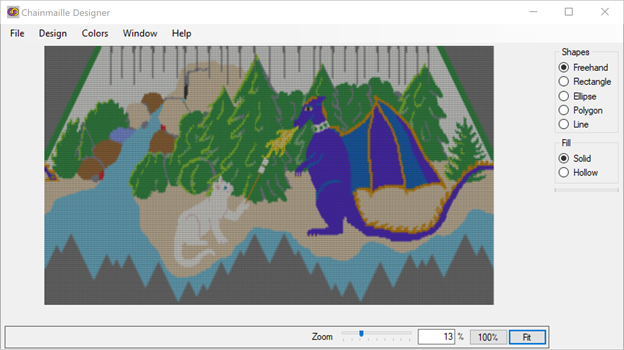 Chainmaille Designer
File Design Colors Window Help
Shapes
Freehand
Rectangle
Ellipse
Polygon
Line
Fill
Solid
Hollow
Zoom 13 % 100% Fit